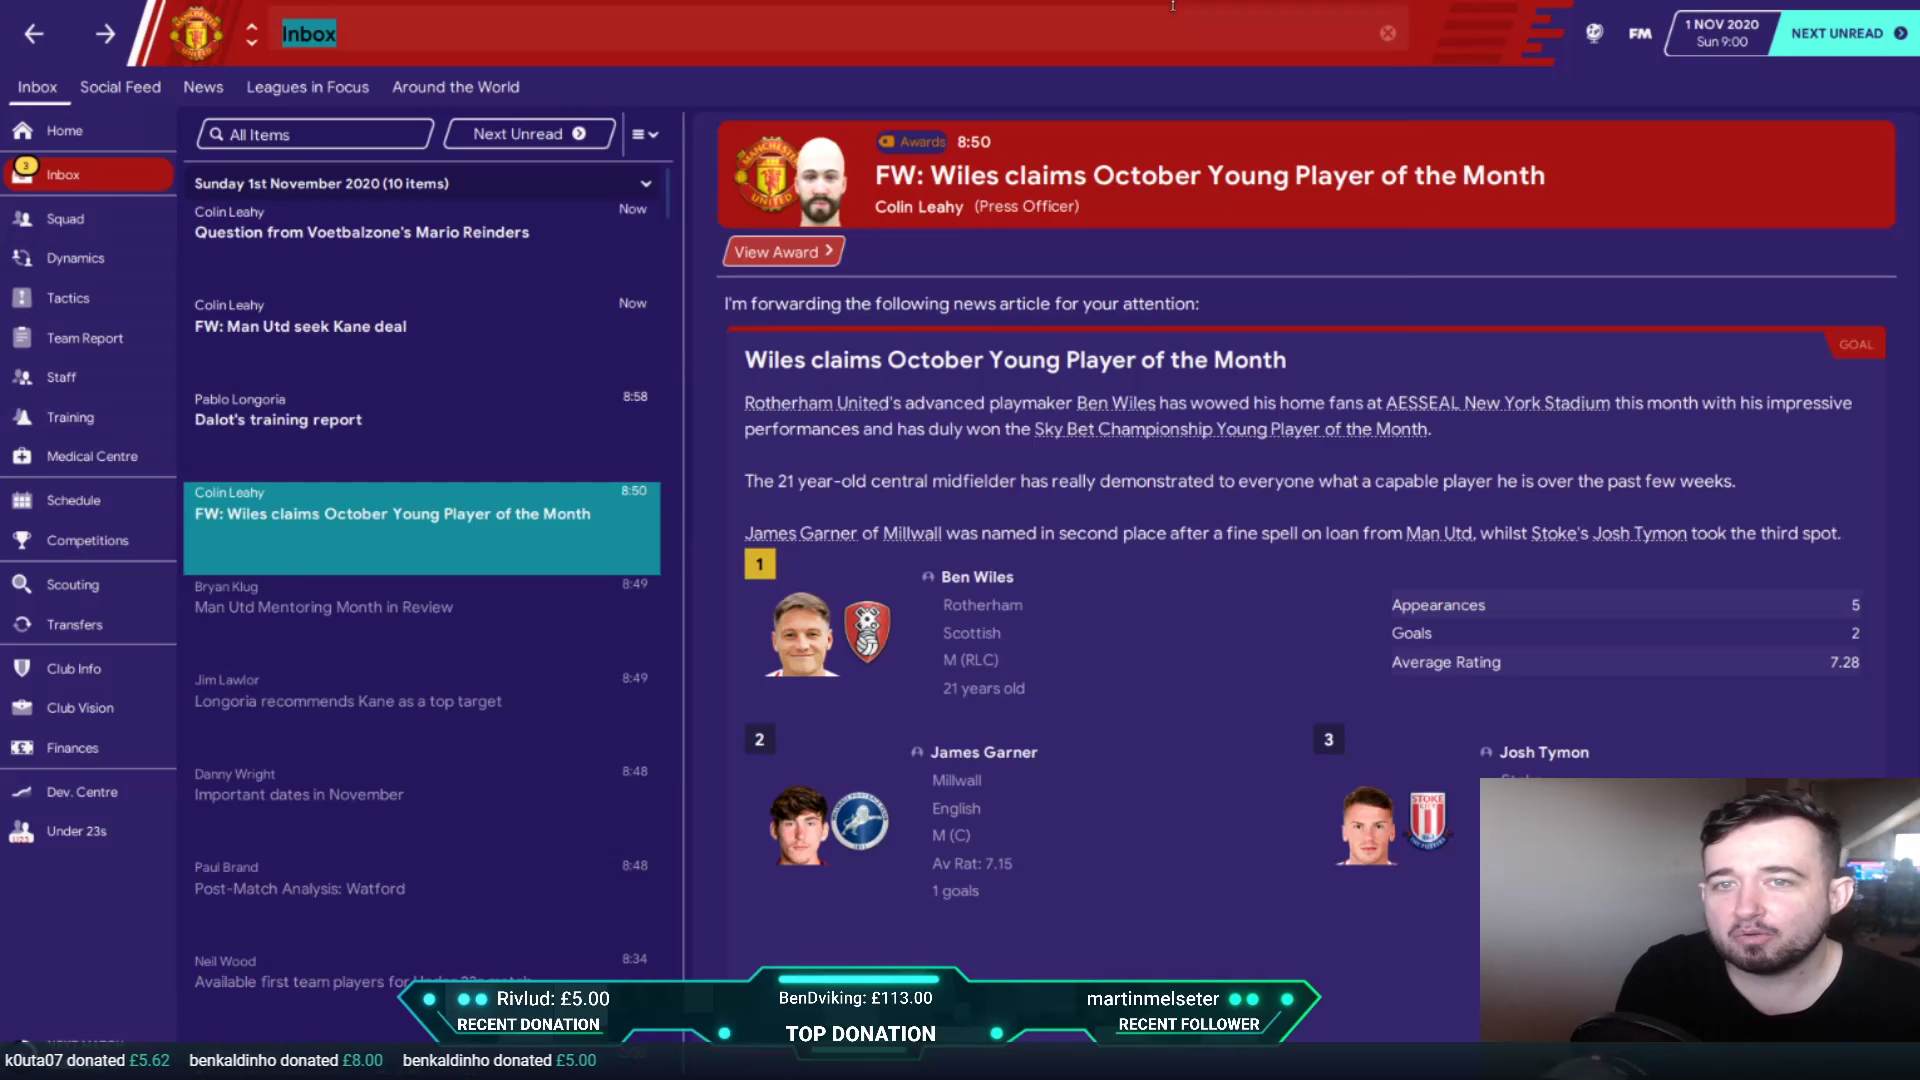 Inbox
FM
1 NOV 2020
Sun 9:00
NEXT UNREAD
Inbox
Social Feed
News
Leagues in Focus
Around the World
Home
3
Inbox
Squad
Dynamics
Tactics
Team Report
Staff
Training
Medical Centre
Schedule
Competitions
Scouting
Transfers
Club Info
Club Vision
Finances
Dev. Centre
Under 23s
All Items
Next Unread
Sunday 1st November 2020 (10 items)
Colin Leahy
Now
Question from Voetbalzone's Mario Reinders
Colin Leahy
Now
FW: Man Utd seek Kane deal
Pablo Longoria
8:58
Dalot's training report
Colin Leahy
8:50
FW: Wiles claims October Young Player of the Month
Bryan Klug
8:49
Man Utd Mentoring Month in Review
Jim Lawlor
8:49
Longoria recommends Kane as a top target
Danny Wright
8:48
Important dates in November
Paul Brand
8:48
Post-Match Analysis: Watford
Neil Wood
8:34
Available first team players for
Awards
8:50
FW: Wiles claims October Young Player of the Month
Colin Leahy (Press Officer)
View Award
I'm forwarding the following news article for your attention:
GOAL
Wiles claims October Young Player of the Month
Rotherham United's advanced playmaker Ben Wiles has wowed his home fans at AESSEAL New York Stadium this month with his impressive
performances and has duly won the Sky Bet Championship Young Player of the Month.
The 21 year-old central midfielder has really demonstrated to everyone what a capable player he is over the past few weeks.
James Garner of Millwall was named in second place after a fine spell on loan from Man Utd, whilst Stoke's Josh Tymon took the third spot.
1
Ben Wiles
Rotherham
Scottish
M (RLC)
21 years old
Appearances 5
Goals 2
Average Rating 7.28
2
James Garner
Millwall
English
M (C)
Av Rat: 7.15
1 goals
3
Josh Tymon
STOKE
CITY
Rivlud: £5.00
RECENT DONATION
BenDviking: £113.00
TOP DONATION
martinmelseter
RECENT FOLLOWER
k0uta07 donated £5.62
benkaldinho donated £8.00
benkaldinho donated £5.00